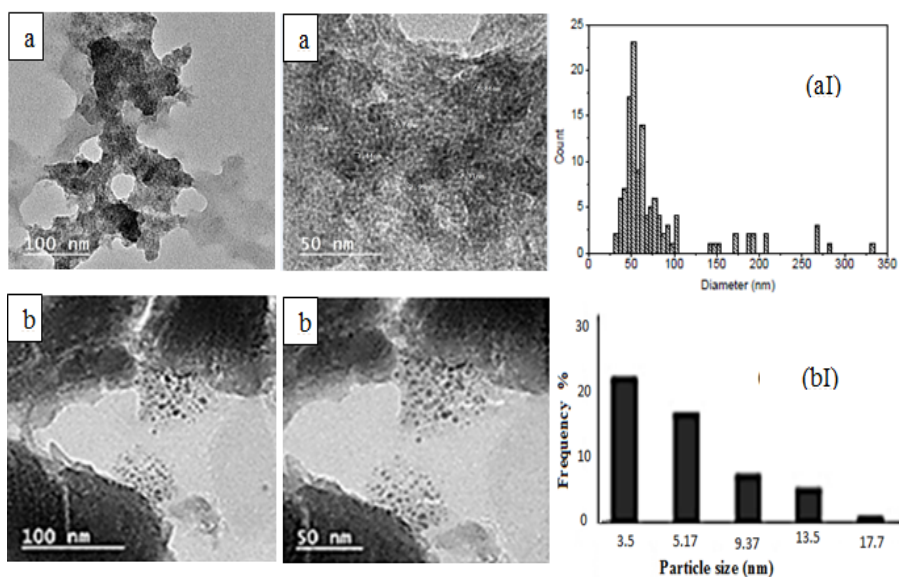 a
100 nm
a
50 nm
(aI)
Count
25
20
15
10
5
0
0 50 100 150 200 250 300 350
Diameter (nm)
b
100 nm
b
50 nm
(bI)
Frequency %
30
20
10
0
3.5 5.17 9.37 13.5 17.7
Particle size (nm)